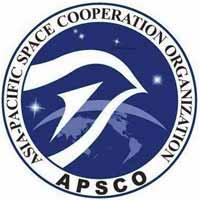 ASIA-PACIFIC SPACE COOPERATION ORGANIZATION
APSCO